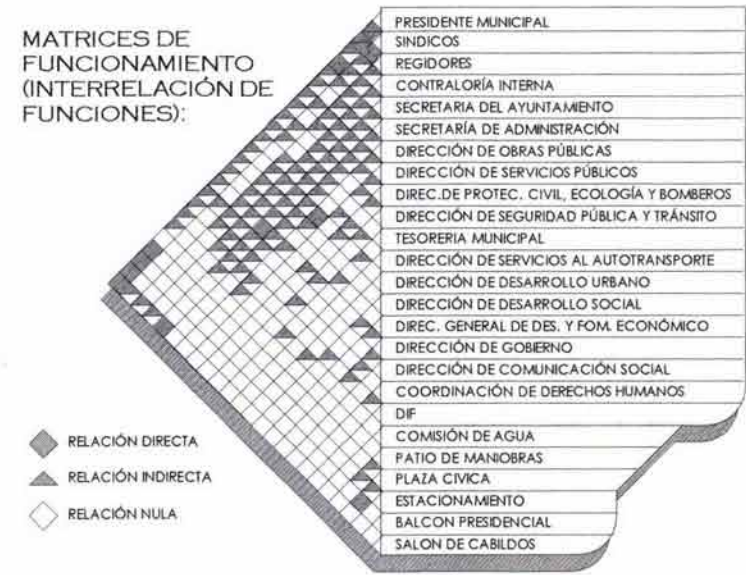 MATRICES DE
FUNCIONAMIENTO
(INTERRELACIÓN DE
FUNCIONES):
PRESIDENTE MUNICIPAL
SINDICOS
REGIDORES
CONTRALORÍA INTERNA
SECRETARIA DEL AYUNTAMIENTO
SECRETARÍA DE ADMINISTRACIÓN
DIRECCIÓN DE OBRAS PÚBLICAS
DIRECCIÓN DE SERVICIOS PÚBLICOS
DIREC.DE PROTEC. CIVIL, ECOLOGÍA Y BOMBEROS
DIRECCIÓN DE SEGURIDAD PÚBLICA Y TRÁNSITO
TESORERIA MUNICIPAL
DIRECCIÓN DE SERVICIOS AL AUTOTRANSPORTE
DIRECCIÓN DE DESARROLLO URBANO
DIRECCIÓN DE DESARROLLO SOCIAL
DIREC. GENERAL DE DES. Y FOM. ECONÓMICO
DIRECCIÓN DE GOBIERNO
DIRECCIÓN DE COMUNICACIÓN SOCIAL
COORDINACIÓN DE DERECHOS HUMANOS
DIF
COMISIÓN DE AGUA
PATIO DE MANIOBRAS
PLAZA CIVICA
ESTACIONAMIENTO
BALCON PRESIDENCIAL
SALON DE CABILDOS
RELACIÓN DIRECTA
RELACIÓN INDIRECTA
RELACIÓN NULA